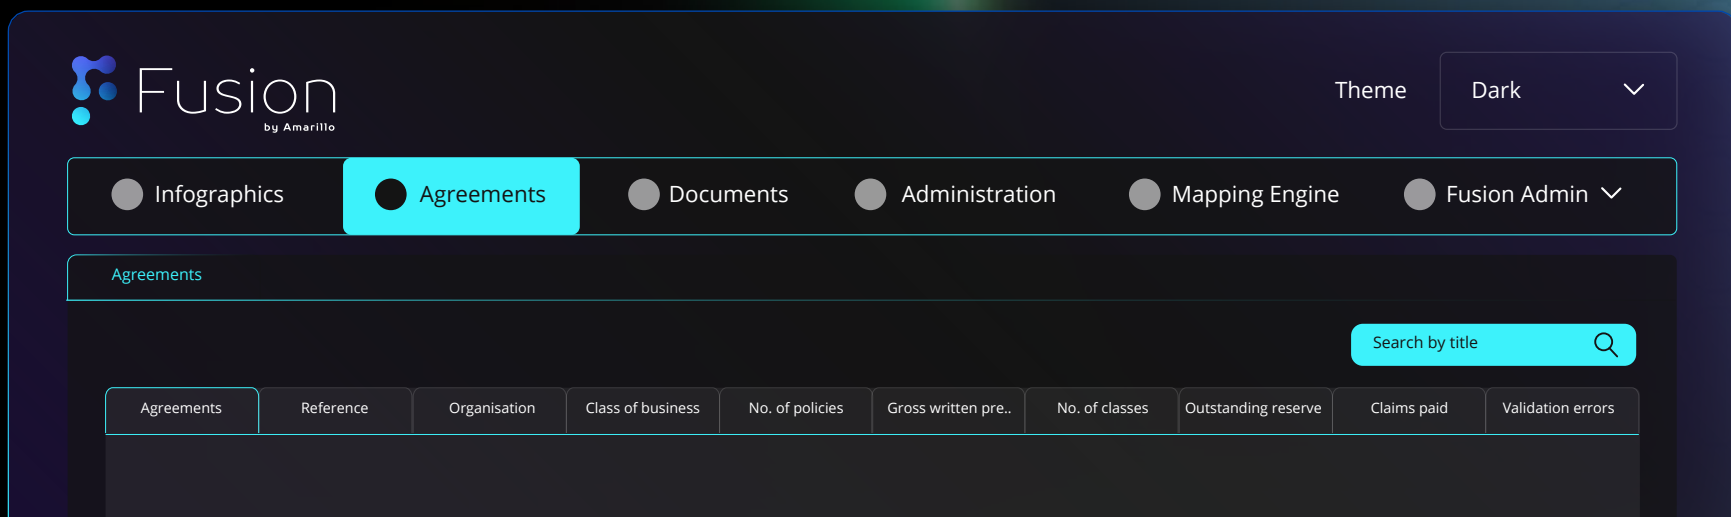 Fusion
by Amarillo
Theme Dark
Infographics Agreements Documents Administration Mapping Engine Fusion Admin
Agreements
Search by title
Agreements Reference Organisation Class of business No. of policies Gross written pre.. No. of classes Outstanding reserve Claims paid Validation errors